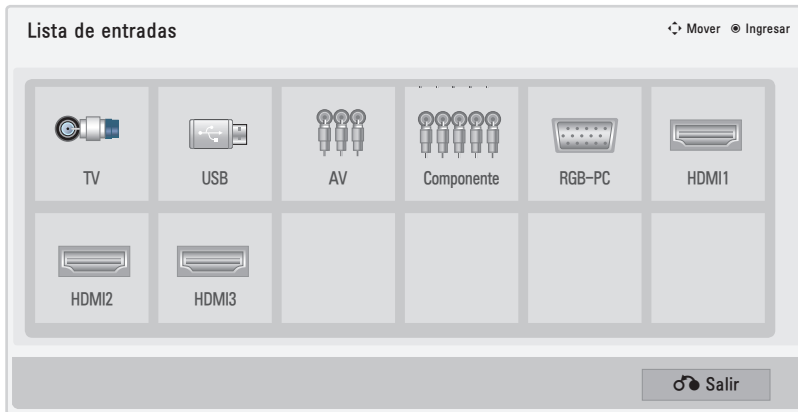 Lista de entradas
Mover Ingresar
TV USB AV Componente RGB-PC HDMI1
HDMI2 HDMI3
Salir